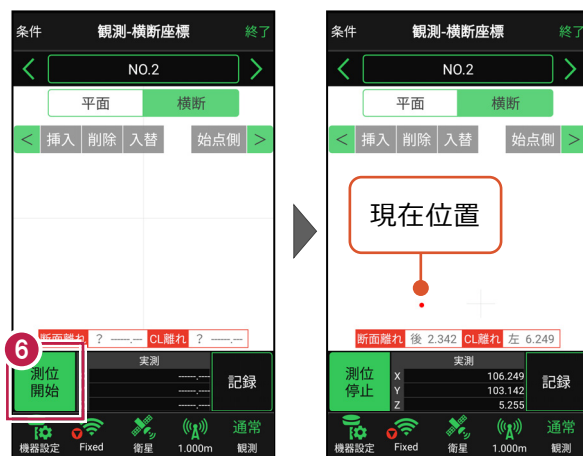 条件 観測-横断座標 終了
< NO.2 >
平面 横断
< 挿入 削除 入替 始点側 >
断面離れ ? -----.--- CL離れ ? -----.---
6
測位
開始
実測
-----.---
-----.---
-----.---
記録
機器設定 Fixed 衛星 1.000m 通常
観測
条件 観測-横断座標 終了
< NO.2 >
平面 横断
< 挿入 削除 入替 始点側 >
現在位置
断面離れ 後 2.342 CL離れ 左 6.249
測位
停止
実測
X 106.249
Y 103.142
Z 5.255
記録
機器設定 Fixed 衛星 1.000m 通常
観測